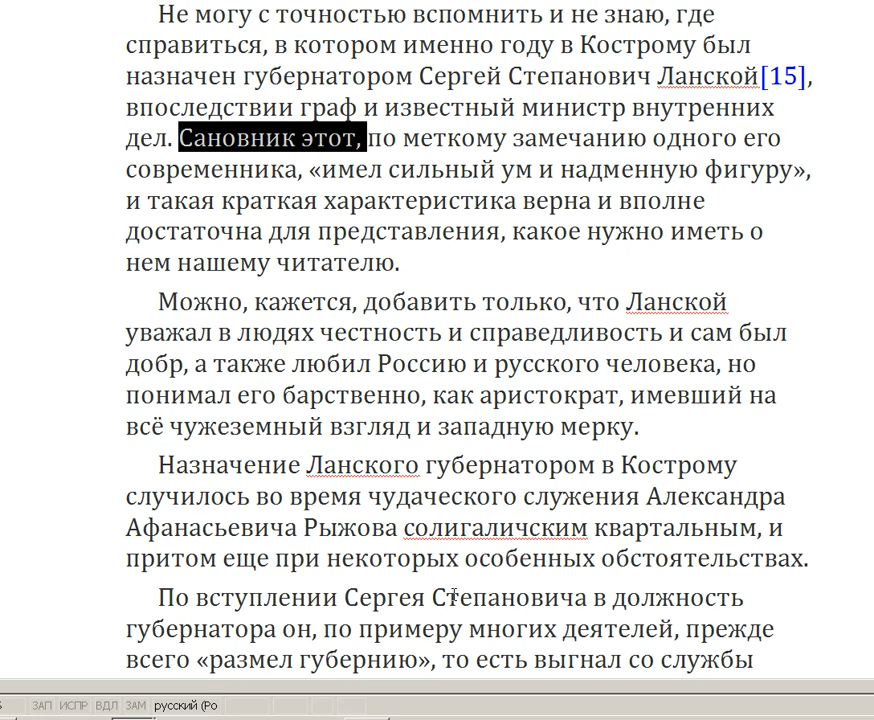 Не могу с точностью вспомнить и не знаю, где
справиться, в котором именно году в Кострому был
назначен губернатором Сергей Степанович Ланской[15],
впоследствии граф и известный министр внутренних
дел. Сановник этот, по меткому замечанию одного его
современника, «имел сильный ум и надменную фигуру»,
и такая краткая характеристика верна и вполне
достаточна для представления, какое нужно иметь о
нем нашему читателю.
Можно, кажется, добавить только, что Ланской
уважал в людях честность и справедливость и сам был
добр, а также любил Россию и русского человека, но
понимал его барственно, как аристократ, имевший на
всё чужеземный взгляд и западную мерку.
Назначение Ланского губернатором в Кострому
случилось во время чудаческого служения Александра
Афанасьевича Рыжова солигаличским квартальным, и
притом еще при некоторых особенных обстоятельствах.
По вступлении Сергея Степановича в должность
губернатора он, по примеру многих деятелей, прежде
всего «размел губернию», то есть выгнал со службы
ЗАП ИСПР ВДЛ ЗАМ русский (Ро